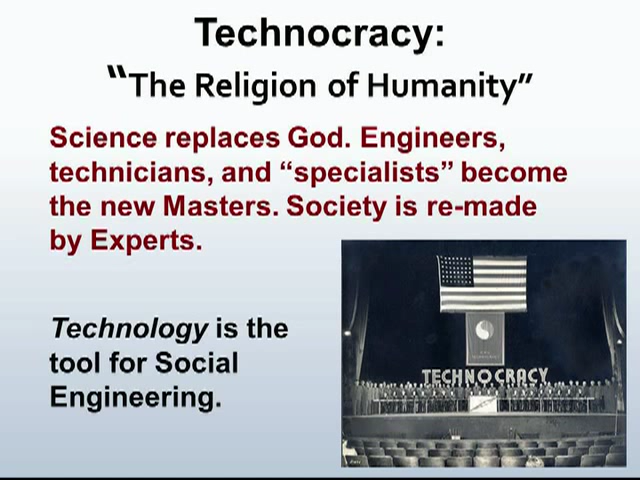 Technocracy:
“The Religion of Humanity”
Science replaces God. Engineers,
technicians, and “specialists” become
the new Masters. Society is re-made
by Experts.
Technology is the
tool for Social
Engineering.
TECHNOCRACY